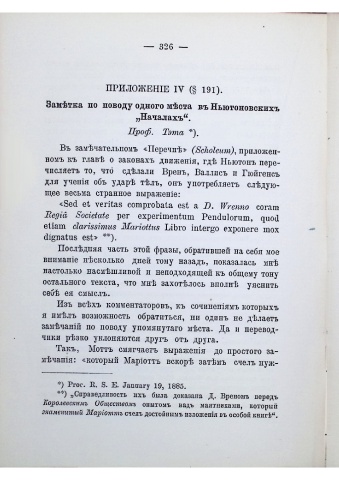 — 326 —
ПРИЛОЖЕНІЕ IV (§ 191).
Замѣтка по поводу одного мѣста въ Ньютоновскихъ
„Началахъ“.
Проф. Тэта *).
Въ замѣчательномъ «Перечнѣ» (Scholeum), приложен-
номъ къ главѣ о законахъ движенія, гдѣ Ньютонъ пере-
числяетъ то, что сдѣлали Вренъ, Валлисъ и Гюйгенсъ
для ученія объ ударѣ тѣлъ, онъ употребляетъ слѣдую-
щее весьма странное выраженіе:
«Sed et veritas comprobata est a D. Wrenno coram
Regiâ Societate per experimentum Pendulorum, quod
etiam clarissimus Mariottus Libro intergo exponere mox
dignatus est» **).
Послѣдняя часть этой фразы, обратившей на себя мое
вниманіе нѣсколько дней тому назадъ, показалась мнѣ
настолько насмѣшливой и неподходящей къ общему тону
остального текста, что мнѣ захотѣлось вполнѣ уяснить
себѣ ея смыслъ.
Изъ всѣхъ комментаторовъ, къ сочиненіямъ которыхъ
я имѣлъ возможность обратиться, ни одинъ не дѣлаетъ
замѣчаній по поводу упомянутаго мѣста. Да и переводчики
рѣзко уклоняются другъ отъ друга.
Такъ, Моттъ смягчаетъ выраженія до простого за-
мѣчанія: «который Маріоттъ вскорѣ затѣмъ счелъ нуж-
*) Proc. R. S. E. January 19, 1885.
**) „Справедливость ихъ была доказана Д. Вреномъ передъ
Королевскимъ Обществомъ опытомъ надъ маятниками, который
знаменитый Маріоттъ счелъ достойнымъ изложенія въ особой книгѣ“.